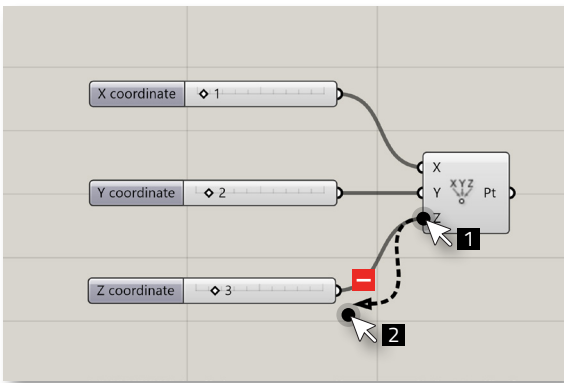 X coordinate 1
X
XYZ
Y coordinate 2
Y
Pt
Z
1
Z coordinate 3
2